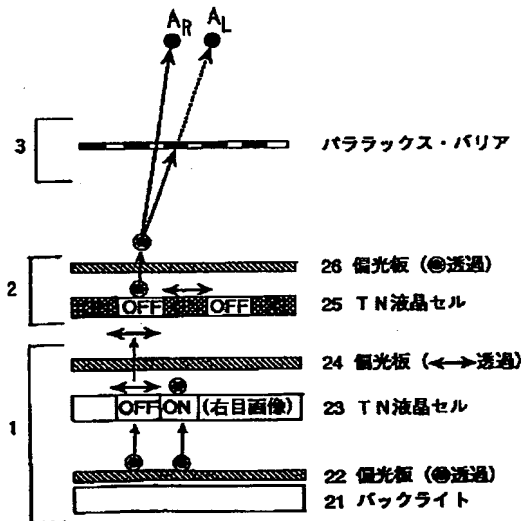 AR AL
3 パララックス・バリア
26 偏光板 (透過)
2
OFF OFF 25 TN液晶セル
24 偏光板 (←→透過)
1
OFF ON (右目画像) 23 TN液晶セル
22 偏光板 (透過)
21 バックライト